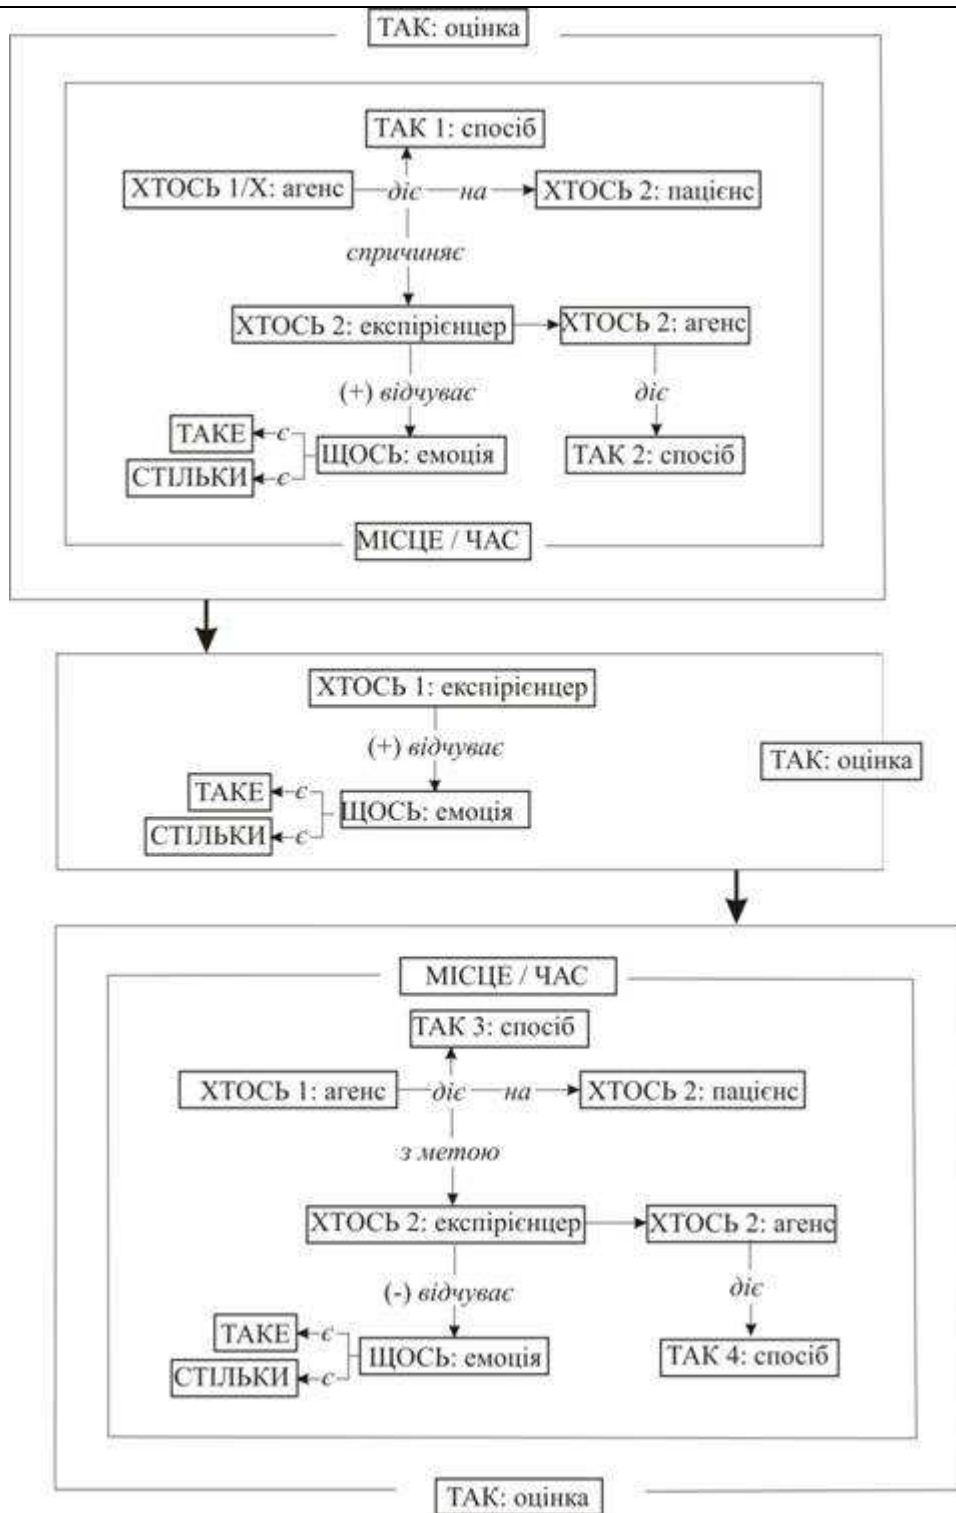 ТАК: оцінка
ТАК 1: спосіб
ХТОСЬ 1/Х: агенс діє на ХТОСЬ 2: пацієнс
спричиняє
ХТОСЬ 2: експірієнцер ХТОСЬ 2: агенс
(+) відчуває діє
ТАКЕ є
ЩОСЬ: емоція ТАК 2: спосіб
СТІЛЬКИ є
МІСЦЕ / ЧАС
ХТОСЬ 1: експірієнцер
(+) відчуває
ТАК: оцінка
ТАКЕ є
ЩОСЬ: емоція
СТІЛЬКИ є
МІСЦЕ / ЧАС
ТАК 3: спосіб
ХТОСЬ 1: агенс діє на ХТОСЬ 2: пацієнс
з метою
ХТОСЬ 2: експірієнцер ХТОСЬ 2: агенс
(-) відчуває діє
ТАКЕ є
ЩОСЬ: емоція ТАК 4: спосіб
СТІЛЬКИ є
ТАК: оцінка